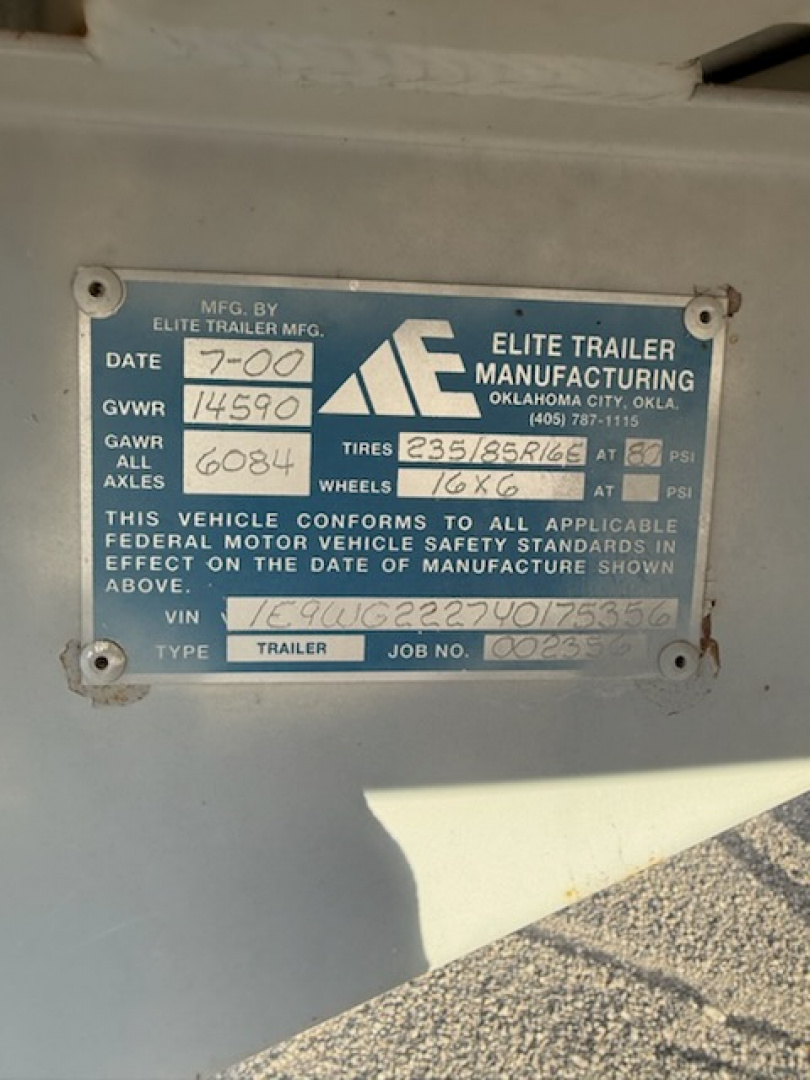 MFG. BY
ELITE TRAILER MFG.
DATE 7-00
GVWR 14590
GAWR
ALL
AXLES 6084
ELITE TRAILER
MANUFACTURING
OKLAHOMA CITY, OKLA.
(405) 787-1115
TIRES 235/85R16E AT 80 PSI
WHEELS 16X6 AT PSI
THIS VEHICLE CONFORMS TO ALL APPLICABLE
FEDERAL MOTOR VEHICLE SAFETY STANDARDS IN
EFFECT ON THE DATE OF MANUFACTURE SHOWN
ABOVE.
VIN 1E9WG222740175356
TYPE TRAILER JOB NO. 002356